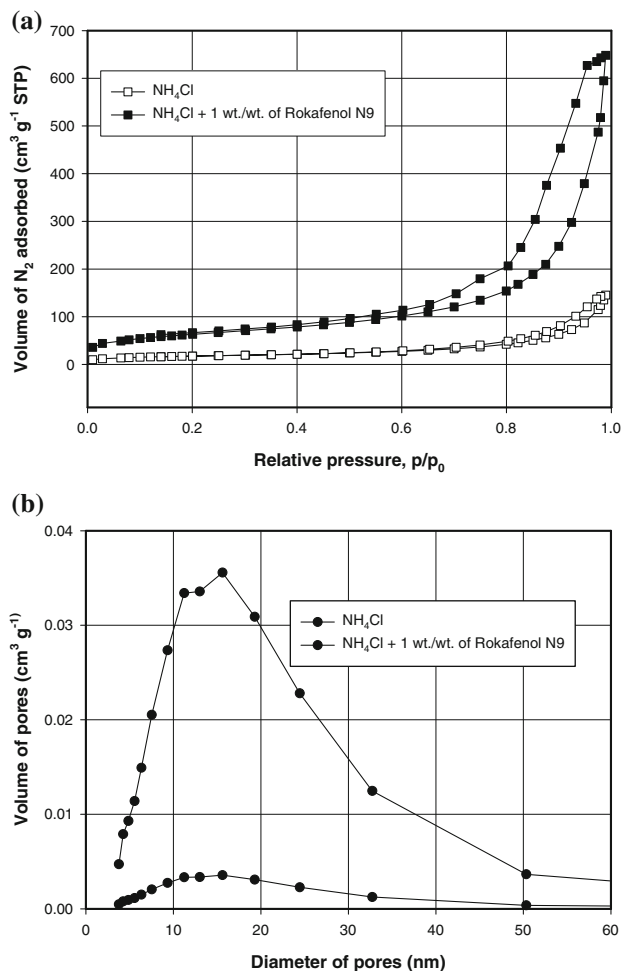 (a)
700
600
500
400
300
200
100
0
Volume of N₂ adsorbed (cm³ g⁻¹ STP)
NH₄Cl
NH₄Cl + 1 wt./wt. of Rokafenol N9
0.0 0.2 0.4 0.6 0.8 1.0
Relative pressure, p/p₀
(b)
0.04
0.03
0.02
0.01
0.00
Volume of pores (cm³ g⁻¹)
NH₄Cl
NH₄Cl + 1 wt./wt. of Rokafenol N9
0 10 20 30 40 50 60
Diameter of pores (nm)